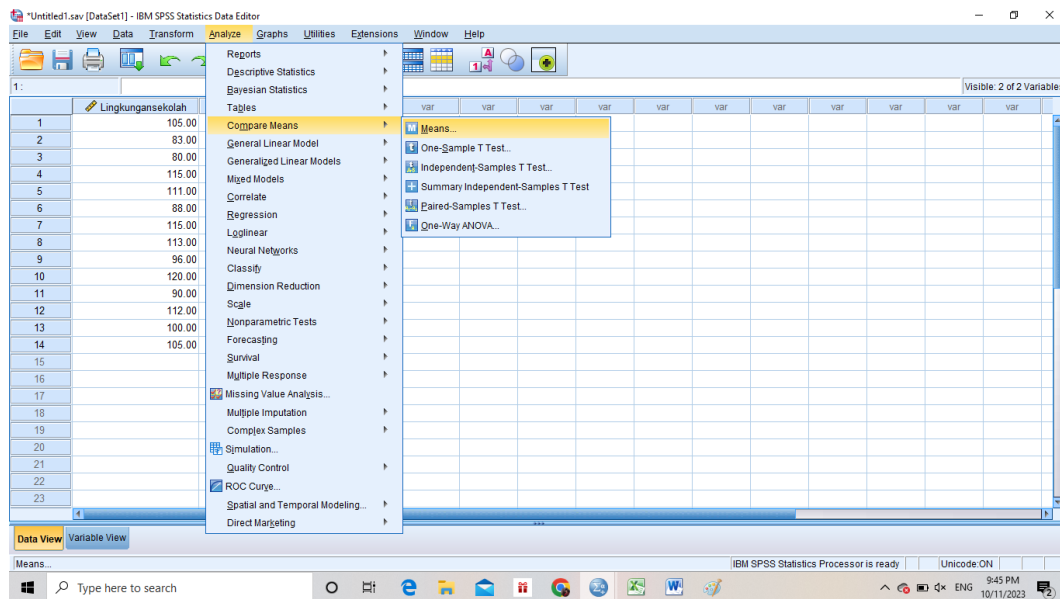 *Untitled1.sav [DataSet1] - IBM SPSS Statistics Data Editor
File Edit View Data Transform Analyze Graphs Utilities Extensions Window Help
1 :
Visible: 2 of 2 Variable
Lingkungansekolah var var var var var var var var var var var
1 105.00
2 83.00
3 80.00
4 115.00
5 111.00
6 88.00
7 115.00
8 113.00
9 96.00
10 120.00
11 90.00
12 112.00
13 100.00
14 105.00
15
16
17
18
19
20
21
22
23
Reports
Descriptive Statistics
Bayesian Statistics
Tables
Compare Means
General Linear Model
Generalized Linear Models
Mixed Models
Correlate
Regression
Loglinear
Neural Networks
Classify
Dimension Reduction
Scale
Nonparametric Tests
Forecasting
Survival
Multiple Response
Missing Value Analysis...
Multiple Imputation
Complex Samples
Simulation...
Quality Control
ROC Curve...
Spatial and Temporal Modeling...
Direct Marketing
Means...
One-Sample T Test...
Independent-Samples T Test...
Summary Independent-Samples T Test
Paired-Samples T Test...
One-Way ANOVA...
Data View Variable View
Means... IBM SPSS Statistics Processor is ready Unicode:ON
Type here to search
ENG
9:45 PM
10/11/2023